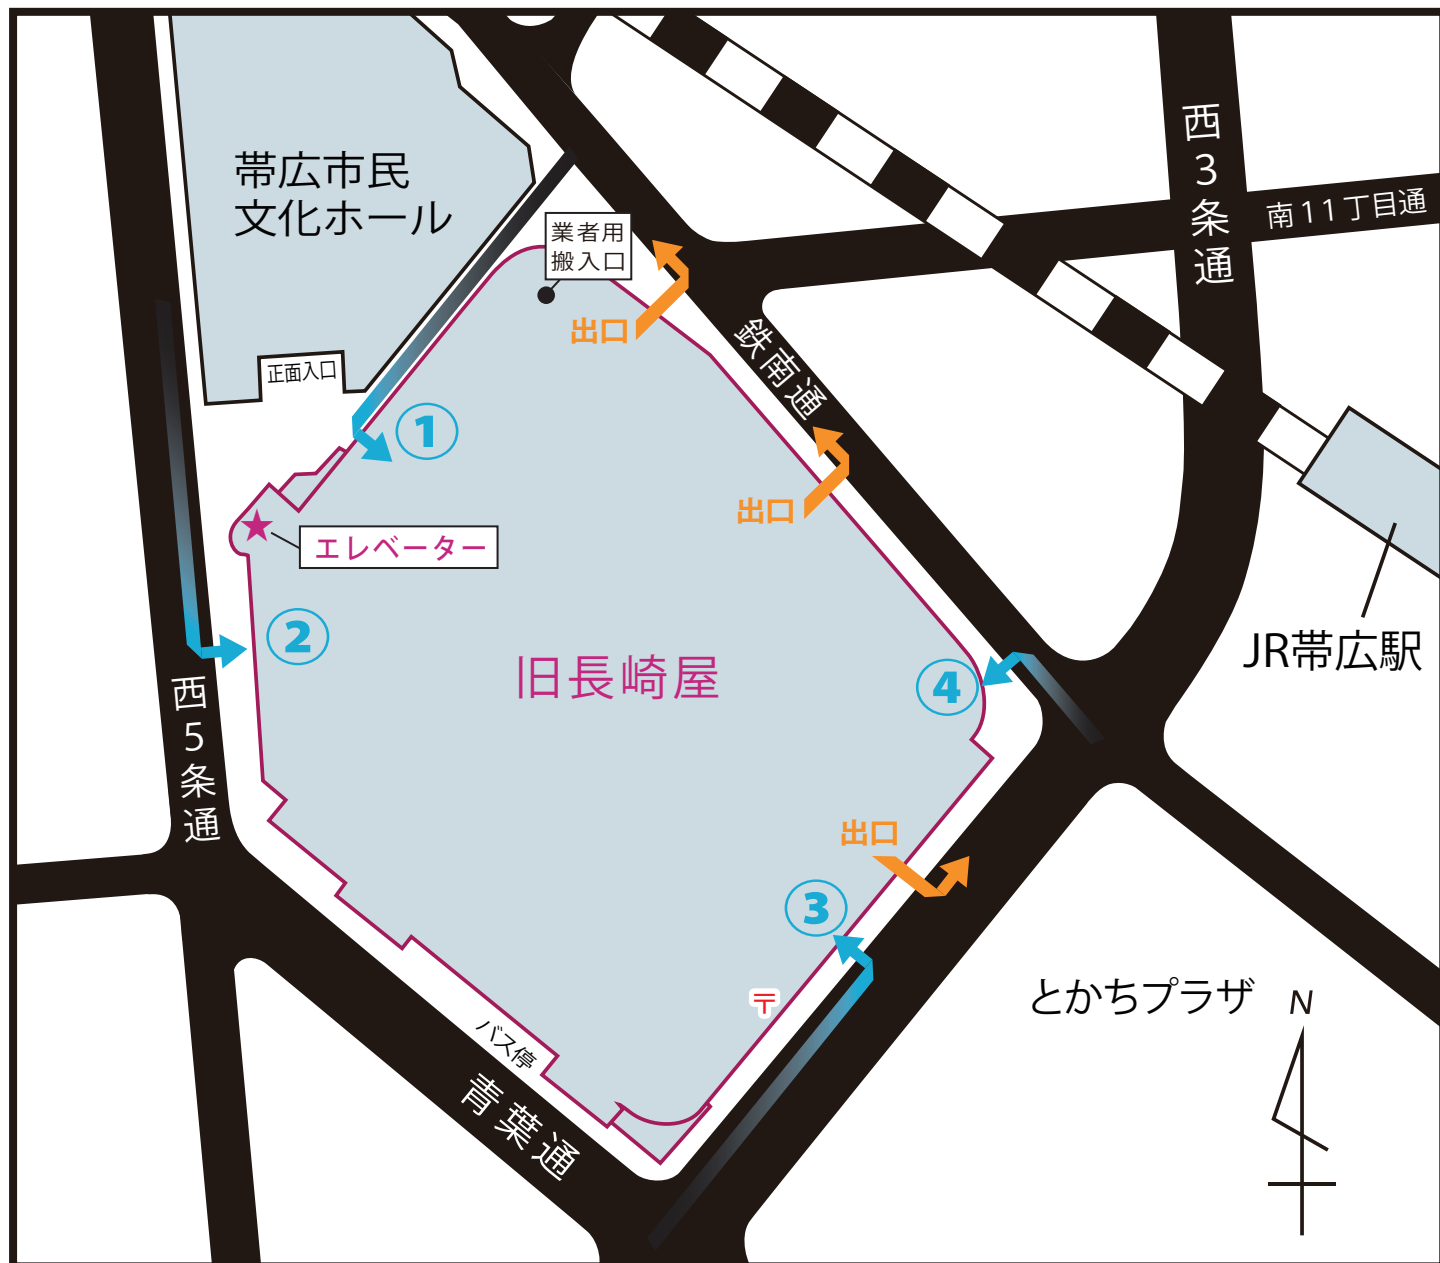 帯広市民
文化ホール
正面入口
業者用
搬入口
出口
西3条通
南11丁目通
鉄南通
①
出口
エレベーター
②
旧長崎屋
④
JR帯広駅
西5条通
出口
③
〒
とかちプラザ
N
バス停
青葉通